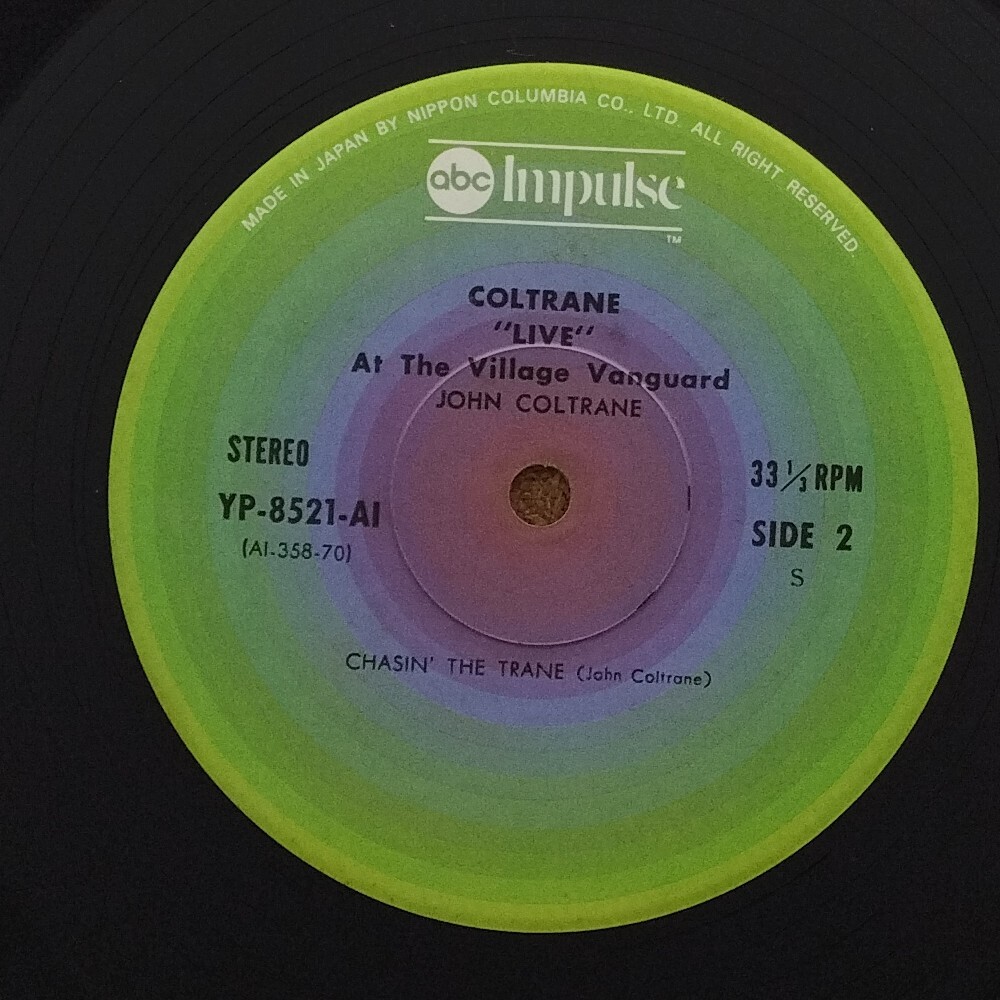 MADE IN JAPAN BY NIPPON COLUMBIA CO., LTD. ALL RIGHT RESERVED.
abc Impulse
TM
COLTRANE
"LIVE"
At The Village Vanguard
JOHN COLTRANE
STEREO
YP-8521-AI
(AI-358-70)
33 1/3 RPM
SIDE 2
S
CHASIN' THE TRANE (John Coltrane)